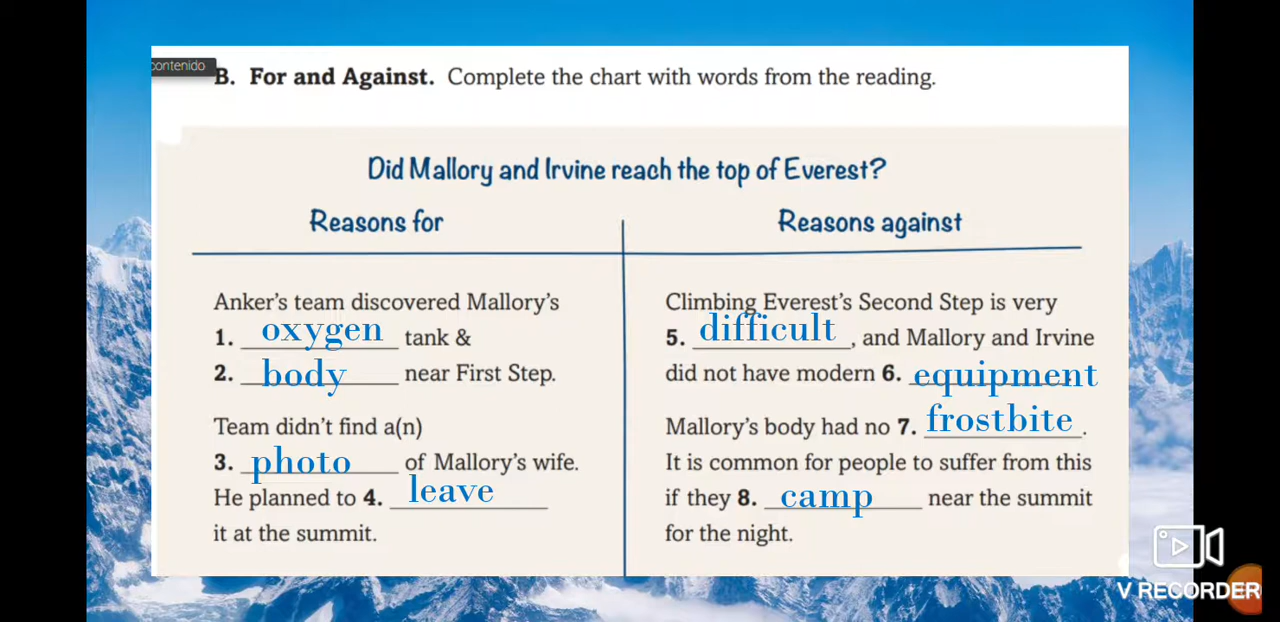 contenido
B. For and Against. Complete the chart with words from the reading.
Did Mallory and Irvine reach the top of Everest?
Reasons for
Anker's team discovered Mallory's
1. oxygen tank &
2. body near First Step.
Team didn't find a(n)
3. photo of Mallory's wife.
He planned to 4. leave
it at the summit.
Reasons against
Climbing Everest's Second Step is very
5. difficult, and Mallory and Irvine
did not have modern 6. equipment
Mallory's body had no 7. frostbite.
It is common for people to suffer from this
if they 8. camp near the summit
for the night.
V RECORDER